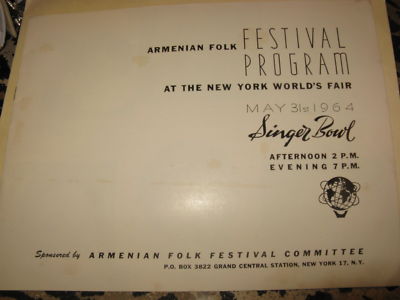 ARMENIAN FOLK FESTIVAL
PROGRAM
AT THE NEW YORK WORLD'S FAIR
MAY 31st 1964
Singer Bowl
AFTERNOON 2 P.M.
EVENING 7 P.M.
Sponsored by ARMENIAN FOLK FESTIVAL COMMITTEE
P.O. BOX 3822 GRAND CENTRAL STATION, NEW YORK 17, N.Y.